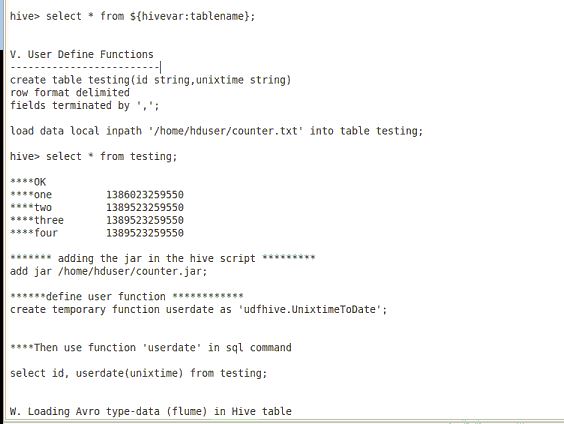 hive> select * from ${hivevar:tablename};
V. User Define Functions
--------------------------
create table testing(id string,unixtime string)
row format delimited
fields terminated by ',';
load data local inpath '/home/hduser/counter.txt' into table testing;
hive> select * from testing;
****OK
****one 1386023259550
****two 1389523259550
****three 1389523259550
****four 1389523259550
******* adding the jar in the hive script *********
add jar /home/hduser/counter.jar;
******define user function ************
create temporary function userdate as 'udfhive.UnixtimeToDate';
****Then use function 'userdate' in sql command
select id, userdate(unixtime) from testing;
W. Loading Avro type-data (flume) in Hive table